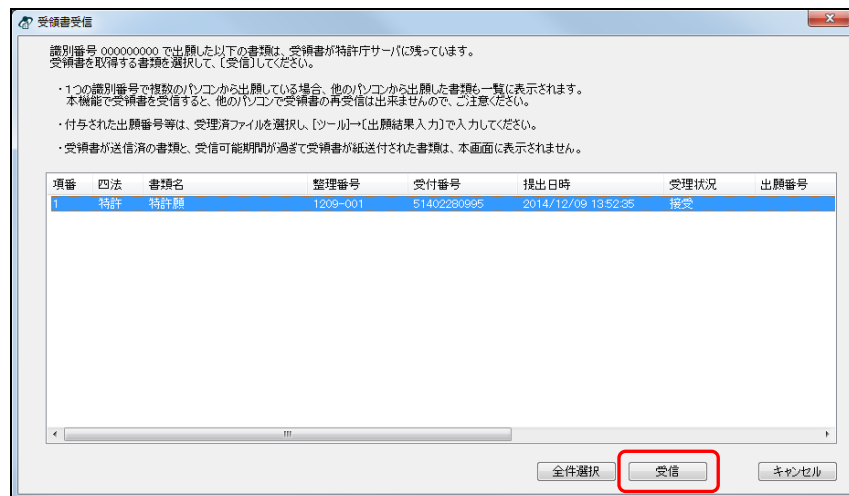 受領書受信
識別番号 000000000 で出願した以下の書類は、受領書が特許庁サーバに残っています。
受領書を取得する書類を選択して、〔受信〕してください。
・1つの識別番号で複数のパソコンから出願している場合、他のパソコンから出願した書類も一覧に表示されます。
本機能で受領書を受信すると、他のパソコンで受領書の再受信は出来ませんので、ご注意ください。
・付与された出願番号等は、受理済ファイルを選択し、[ツール]→[出願結果入力]で入力してください。
・受領書が送信済の書類と、受信可能期間が過ぎて受領書が紙送付された書類は、本画面に表示されません。
項番 四法 書類名 整理番号 受付番号 提出日時 受理状況 出願番号
1 特許 特許願 1209-001 51402280995 2014/12/09 13:52:35 接受
全件選択 受信 キャンセル